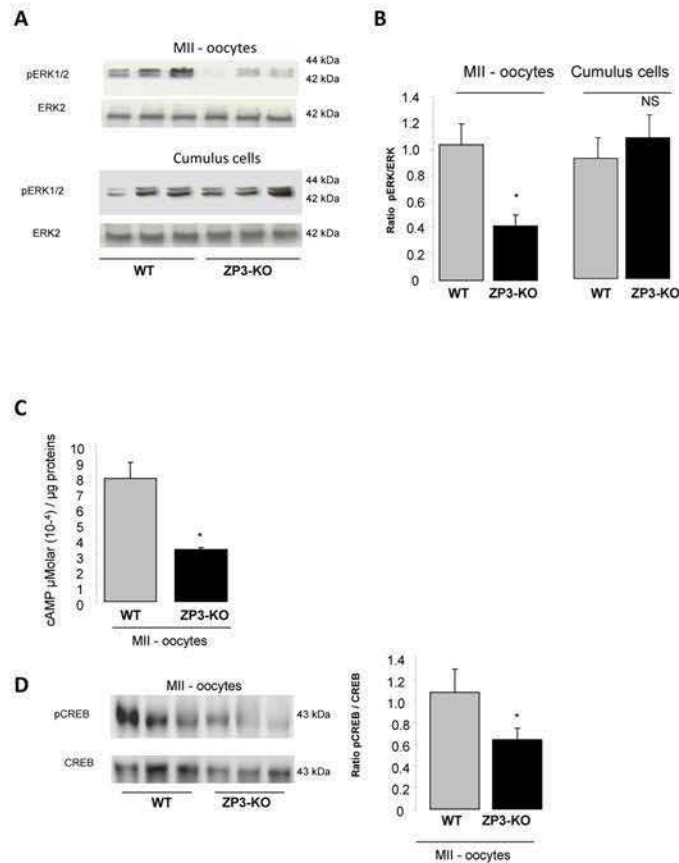 A
MII - oocytes
pERK1/2
44 kDa
42 kDa
ERK2
42 kDa
Cumulus cells
pERK1/2
44 kDa
42 kDa
ERK2
42 kDa
WT ZP3-KO
B
MII - oocytes Cumulus cells
Ratio pERK/ERK
1.4
1.2
1.0
0.8
0.6
0.4
0.2
0
*
NS
WT ZP3-KO WT ZP3-KO
C
cAMP µMolar (10-4) / µg proteins
10
9
8
7
6
5
4
3
2
1
0
*
WT ZP3-KO
MII - oocytes
D
MII - oocytes
pCREB
43 kDa
CREB
43 kDa
WT ZP3-KO
Ratio pCREB / CREB
1.4
1.2
1.0
0.8
0.6
0.4
0.2
0
*
WT ZP3-KO
MII - oocytes